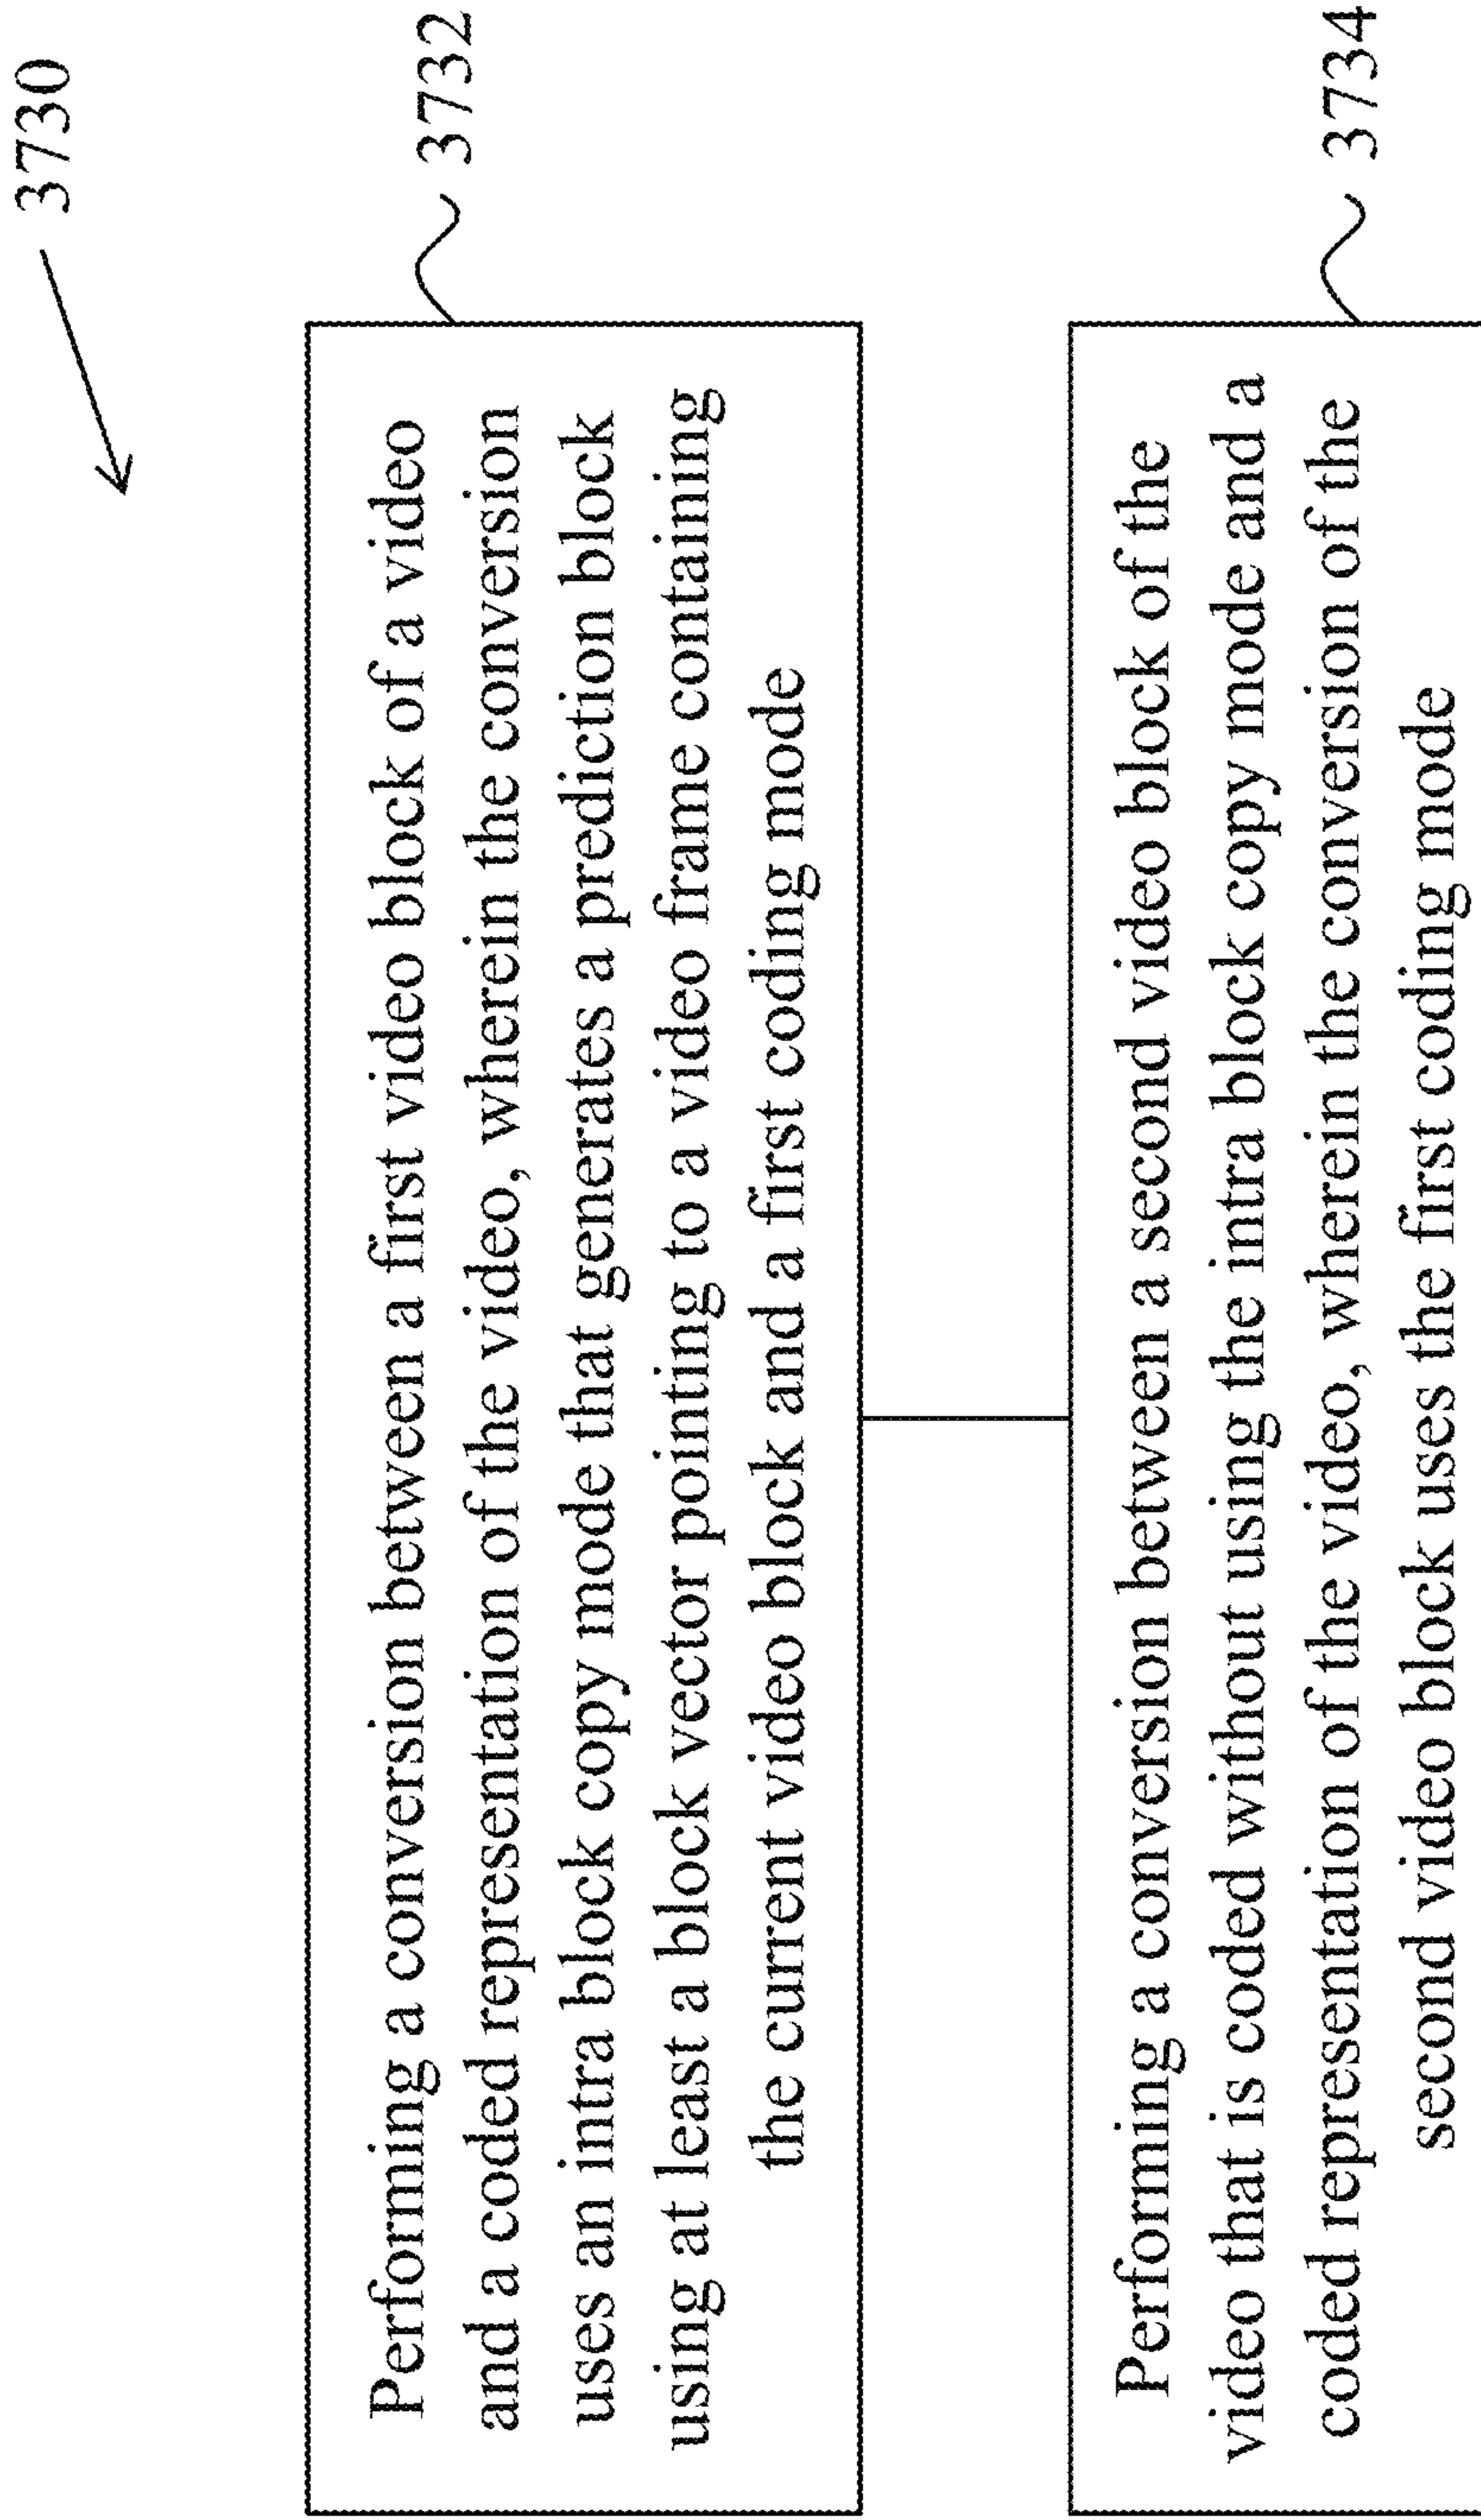 3730
Performing a conversion between a first video block of a video
and a coded representation of the video, wherein the conversion
uses an intra block copy mode that generates a prediction block
using at least a block vector pointing to a video frame containing
the current video block and a first coding mode
3732
Performing a conversion between a second video block of the
video that is coded without using the intra block copy mode and a
coded representation of the video, wherein the conversion of the
second video block uses the first coding mode
3734